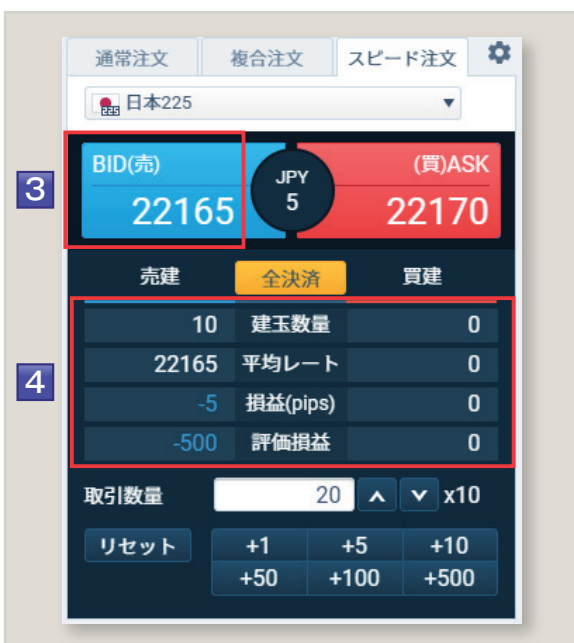 通常注文 複合注文 スピード注文
225 日本225
3
BID(売) JPY (買)ASK
22165 5 22170
売建 全決済 買建
4
10 建玉数量 0
22165 平均レート 0
-5 損益(pips) 0
-500 評価損益 0
取引数量 20 x10
リセット +1 +5 +10
+50 +100 +500